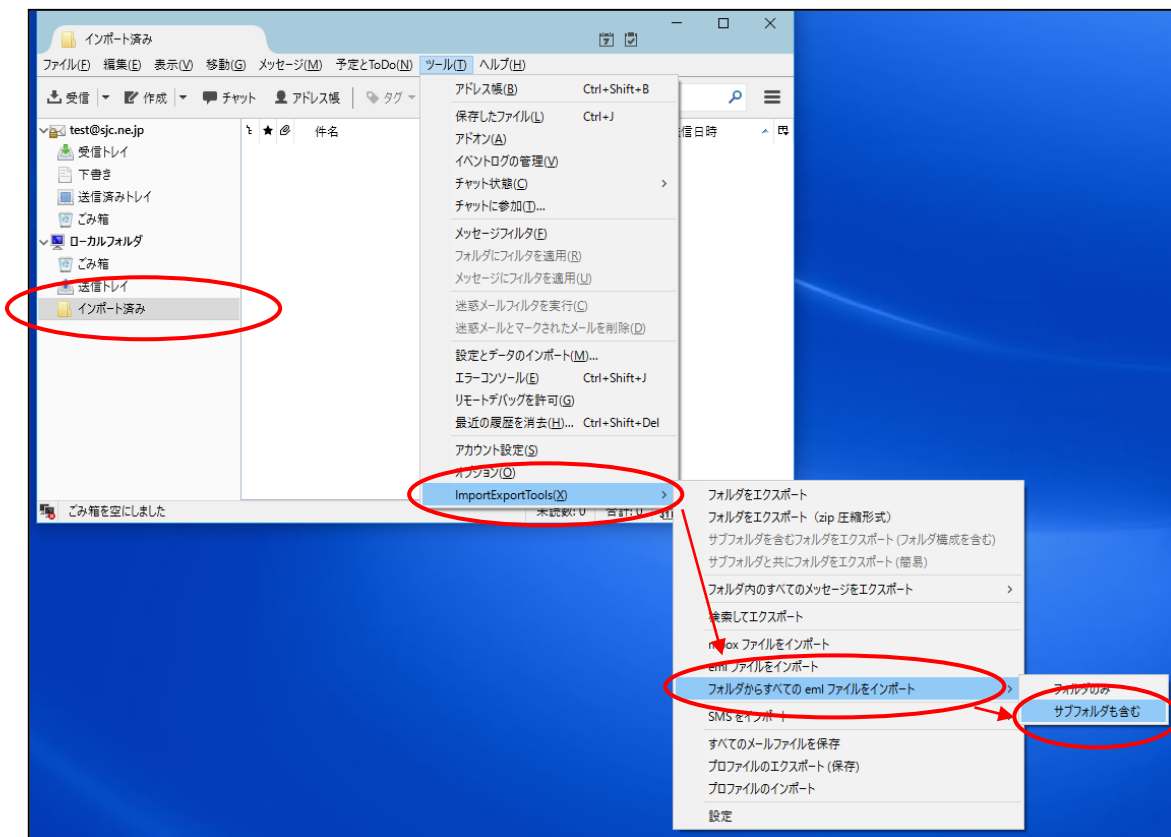 インポート済み
ファイル(F) 編集(E) 表示(V) 移動(G) メッセージ(M) 予定とToDo(N) ツール(T) ヘルプ(H)
受信 作成 チャット アドレス帳 タグ
test@sjc.ne.jp
受信トレイ
下書き
送信済みトレイ
ごみ箱
ローカルフォルダ
ごみ箱
送信トレイ
インポート済み
件名
信日時
アドレス帳(B) Ctrl+Shift+B
保存したファイル(L) Ctrl+J
アドオン(A)
イベントログの管理(V)
チャット状態(C)
チャットに参加(I)...
メッセージフィルタ(F)
フォルダにフィルタを適用(R)
メッセージにフィルタを適用(U)
迷惑メールフィルタを実行(C)
迷惑メールとマークされたメールを削除(D)
設定とデータのインポート(M)...
エラーコンソール(E) Ctrl+Shift+J
リモートデバッグを許可(G)
最近の履歴を消去(H)... Ctrl+Shift+Del
アカウント設定(S)
オプション(O)
ImportExportTools(X)
ごみ箱を空にしました
未読数: 0 合計: 0
フォルダをエクスポート
フォルダをエクスポート (zip 圧縮形式)
サブフォルダを含むフォルダをエクスポート (フォルダ構成を含む)
サブフォルダと共にフォルダをエクスポート (簡易)
フォルダ内のすべてのメッセージをエクスポート
検索してエクスポート
mbox ファイルをインポート
eml ファイルをインポート
フォルダからすべての eml ファイルをインポート
SMS をインポート
すべてのメールファイルを保存
プロファイルのエクスポート (保存)
プロファイルのインポート
設定
フォルダのみ
サブフォルダも含む